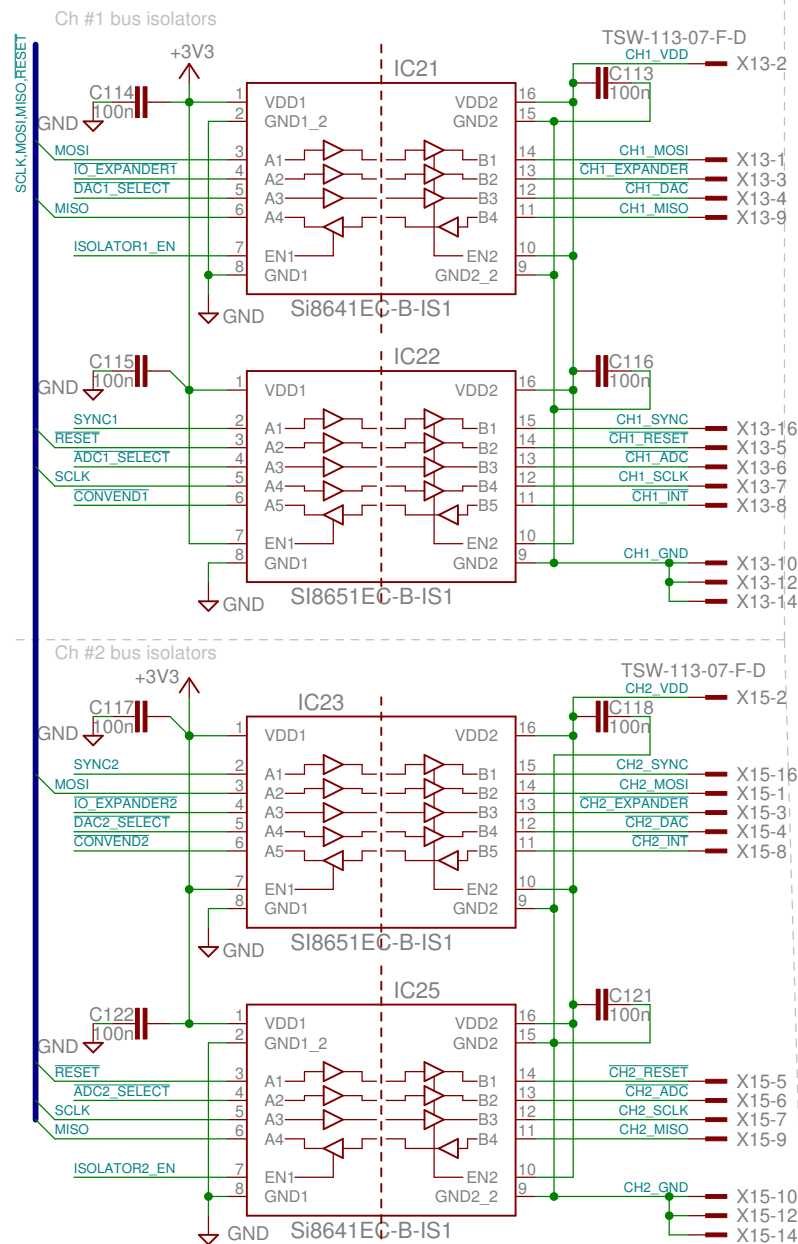 Ch #1 bus isolators
SCLK,MOSI,MISO,RESET
+3V3
TSW-113-07-F-D
CH1_VDD
X13-2
C114
100n
GND
IC21
C113
100n
1 VDD1 VDD2 16
2 GND1_2 GND2 15
MOSI 3 A1 B1 14 CH1_MOSI X13-1
IO_EXPANDER1 4 A2 B2 13 CH1_EXPANDER X13-3
DAC1_SELECT 5 A3 B3 12 CH1_DAC X13-4
MISO 6 A4 B4 11 CH1_MISO X13-9
ISOLATOR1_EN 7 EN1 EN2 10
8 GND1 GND2_2 9
GND
Si8641EC-B-IS1
C115
100n
GND
IC22
C116
100n
1 VDD1 VDD2 16
SYNC1 2 A1 B1 15 CH1_SYNC X13-16
RESET 3 A2 B2 14 CH1_RESET X13-5
ADC1_SELECT 4 A3 B3 13 CH1_ADC X13-6
SCLK 5 A4 B4 12 CH1_SCLK X13-7
CONVEND1 6 A5 B5 11 CH1_INT X13-8
7 EN1 EN2 10
8 GND1 GND2 9 CH1_GND X13-10
X13-12
X13-14
GND
SI8651EC-B-IS1
Ch #2 bus isolators
+3V3
TSW-113-07-F-D
CH2_VDD
X15-2
C117
100n
GND
IC23
C118
100n
1 VDD1 VDD2 16
SYNC2 2 A1 B1 15 CH2_SYNC X15-16
MOSI 3 A2 B2 14 CH2_MOSI X15-1
IO_EXPANDER2 4 A3 B3 13 CH2_EXPANDER X15-3
DAC2_SELECT 5 A4 B4 12 CH2_DAC X15-4
CONVEND2 6 A5 B5 11 CH2_INT X15-8
7 EN1 EN2 10
8 GND1 GND2 9
GND
SI8651EC-B-IS1
C122
100n
GND
IC25
C121
100n
1 VDD1 VDD2 16
2 GND1_2 GND2 15
RESET 3 A1 B1 14 CH2_RESET X15-5
ADC2_SELECT 4 A2 B2 13 CH2_ADC X15-6
SCLK 5 A3 B3 12 CH2_SCLK X15-7
MISO 6 A4 B4 11 CH2_MISO X15-9
ISOLATOR2_EN 7 EN1 EN2 10
8 GND1 GND2_2 9 CH2_GND X15-10
X15-12
X15-14
GND
Si8641EC-B-IS1